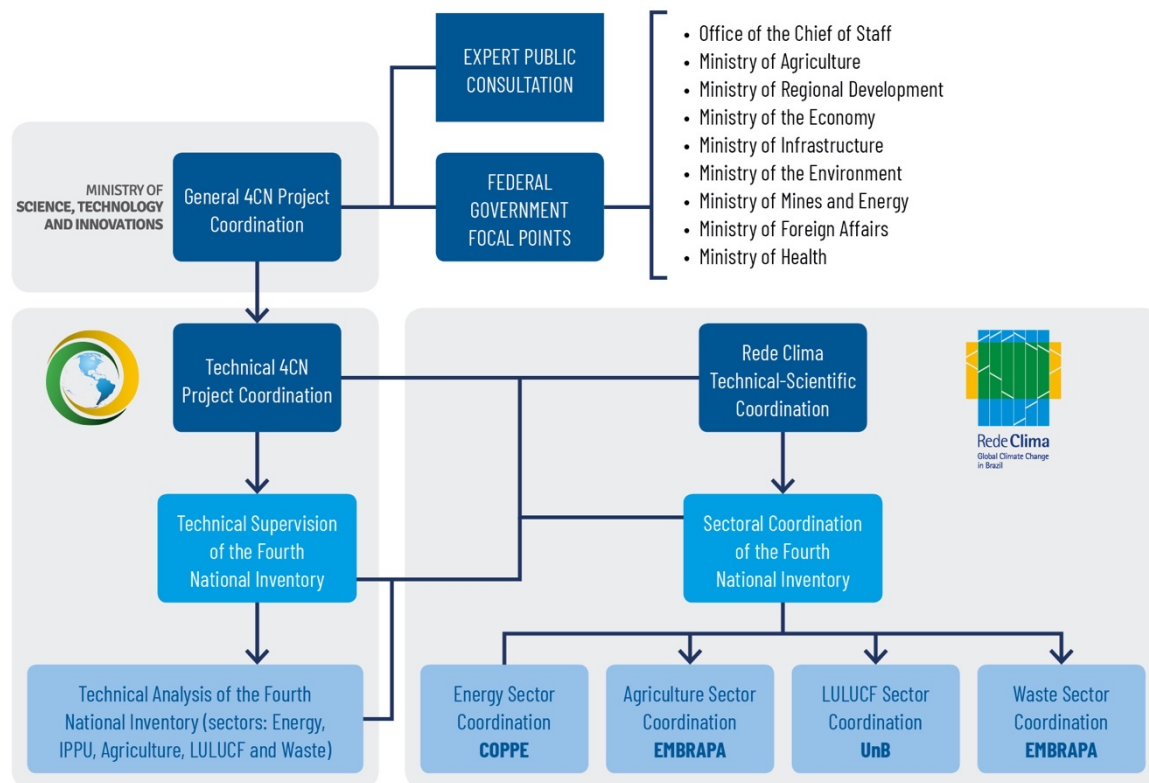 EXPERT PUBLIC
CONSULTATION
• Office of the Chief of Staff
• Ministry of Agriculture
• Ministry of Regional Development
• Ministry of the Economy
• Ministry of Infrastructure
• Ministry of the Environment
• Ministry of Mines and Energy
• Ministry of Foreign Affairs
• Ministry of Health
MINISTRY OF
SCIENCE, TECHNOLOGY
AND INNOVATIONS
General 4CN Project
Coordination
FEDERAL
GOVERNMENT
FOCAL POINTS
Technical 4CN
Project Coordination
Rede Clima
Technical-Scientific
Coordination
Rede Clima
Global Climate Change
in Brazil
Technical Supervision
of the Fourth
National Inventory
Sectoral Coordination
of the Fourth
National Inventory
Technical Analysis of the Fourth
National Inventory (sectors: Energy,
IPPU, Agriculture, LULUCF and Waste)
Energy Sector
Coordination
COPPE
Agriculture Sector
Coordination
EMBRAPA
LULUCF Sector
Coordination
UnB
Waste Sector
Coordination
EMBRAPA